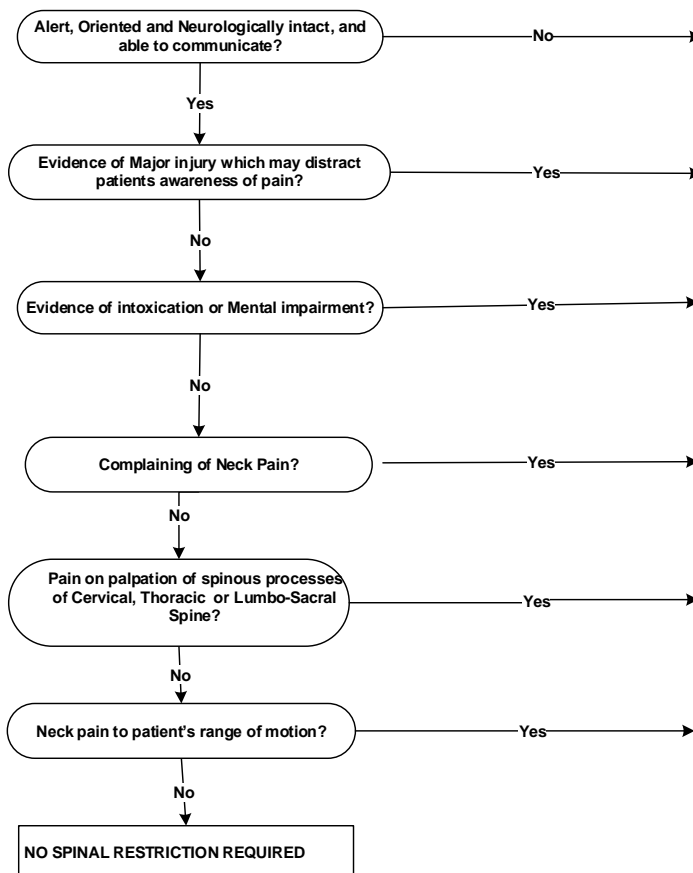 Alert, Oriented and Neurologically intact, and
able to communicate?
No
Yes
Evidence of Major injury which may distract
patients awareness of pain?
Yes
No
Evidence of intoxication or Mental impairment?
Yes
No
Complaining of Neck Pain?
Yes
No
Pain on palpation of spinous processes
of Cervical, Thoracic or Lumbo-Sacral
Spine?
Yes
No
Neck pain to patient's range of motion?
Yes
No
NO SPINAL RESTRICTION REQUIRED